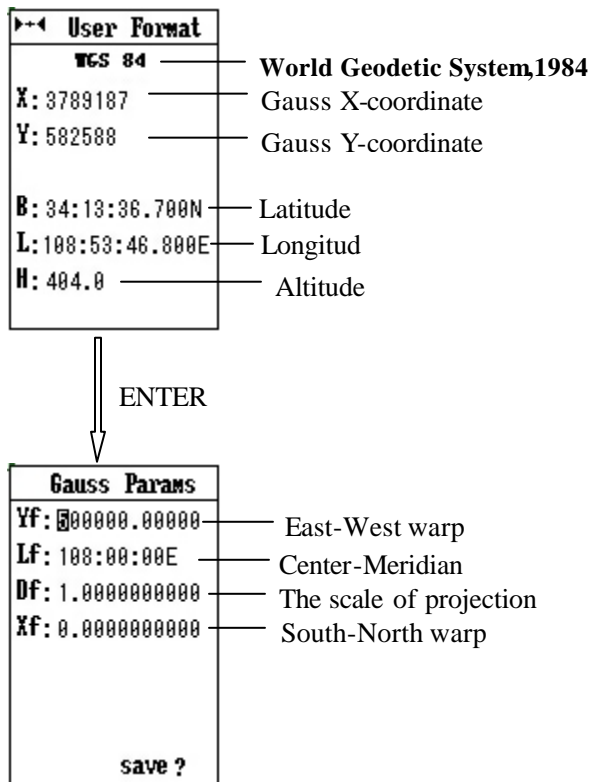 User Format
WGS 84
World Geodetic System,1984
X: 3789187
Gauss X-coordinate
Y: 582588
Gauss Y-coordinate
B: 34:13:36.700N
Latitude
L: 108:53:46.800E
Longitud
H: 404.0
Altitude
ENTER
Gauss Params
Yf: 500000.00000
East-West warp
Lf: 108:00:00E
Center-Meridian
Df: 1.0000000000
The scale of projection
Xf: 0.0000000000
South-North warp
save ?